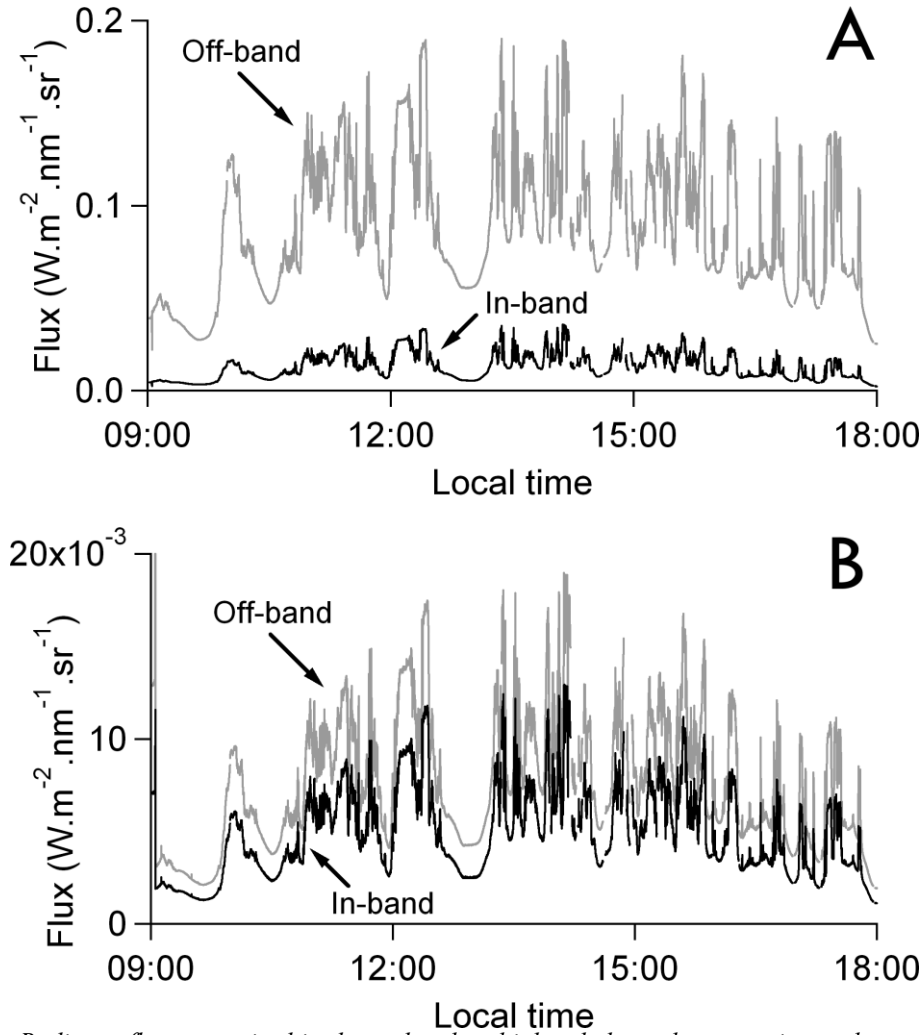 A
0.2
0.1
0.0
Flux (W.m-2.nm-1.sr-1)
Off-band
In-band
09:00 12:00 15:00 18:00
Local time
B
20x10-3
10
0
Flux (W.m-2.nm-1.sr-1)
Off-band
In-band
09:00 12:00 15:00 18:00
Local time